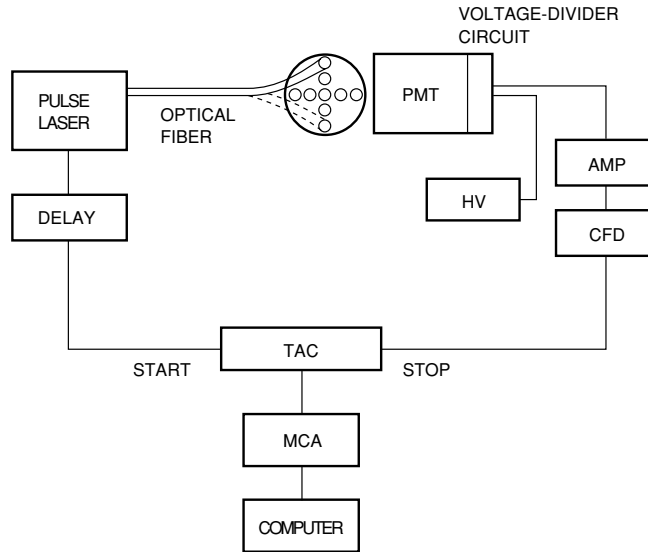 VOLTAGE-DIVIDER
CIRCUIT
PULSE
LASER
OPTICAL
FIBER
PMT
AMP
HV
DELAY
CFD
TAC
START
STOP
MCA
COMPUTER